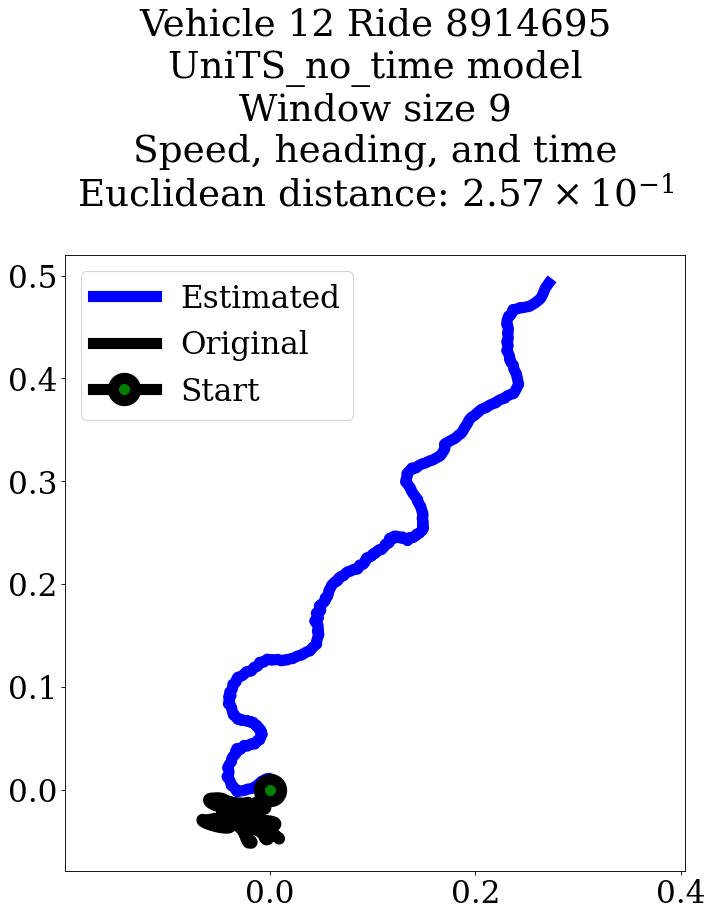 Vehicle 12 Ride 8914695
UniTS_no_time model
Window size 9
Speed, heading, and time
Euclidean distance: 2.57 × 10⁻¹
0.5
0.4
0.3
0.2
0.1
0.0
Estimated
Original
Start
0.0 0.2 0.4